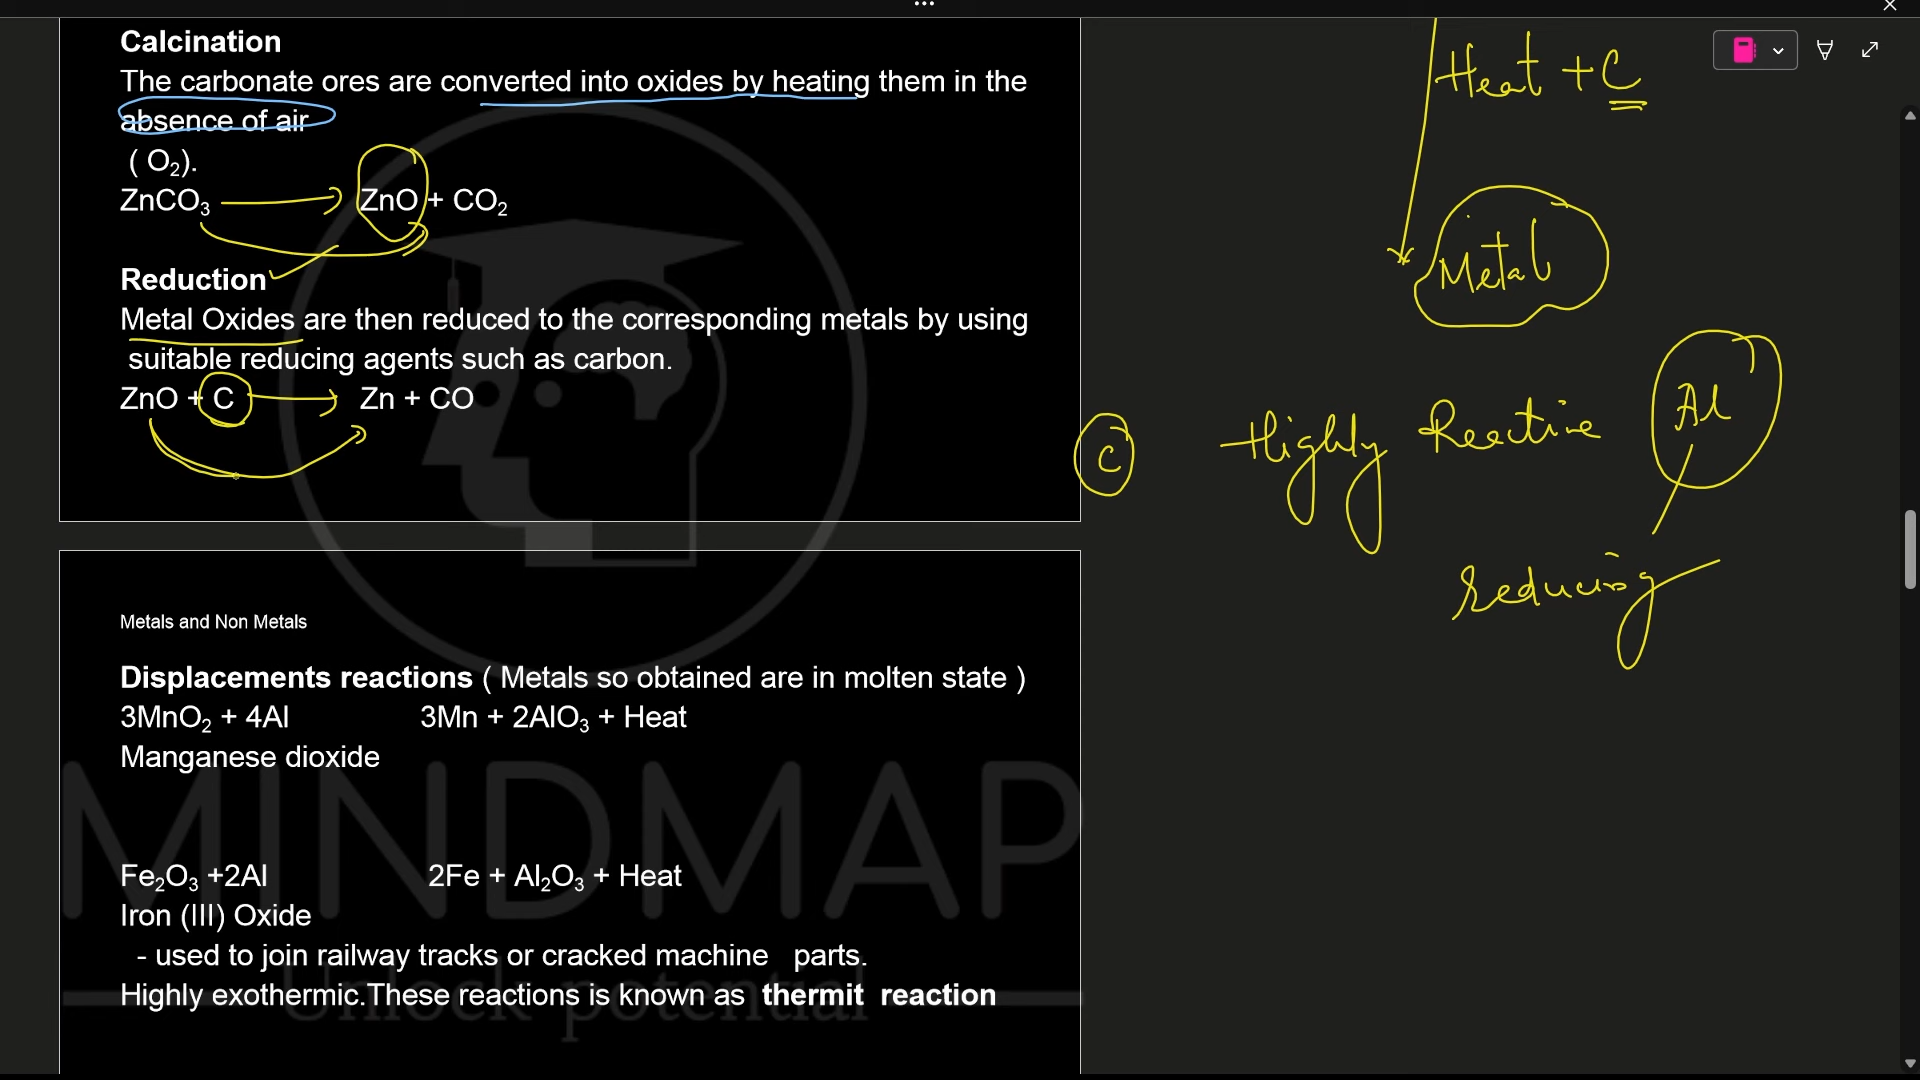 Calcination
The carbonate ores are converted into oxides by heating them in the
absence of air
( O₂).
ZnCO₃ → ZnO + CO₂
Reduction
Metal Oxides are then reduced to the corresponding metals by using
suitable reducing agents such as carbon.
ZnO + C → Zn + CO
Metals and Non Metals
Displacements reactions ( Metals so obtained are in molten state )
3MnO₂ + 4Al 3Mn + 2AlO₃ + Heat
Manganese dioxide
Fe₂O₃ +2Al 2Fe + Al₂O₃ + Heat
Iron (III) Oxide
- used to join railway tracks or cracked machine parts.
Highly exothermic.These reactions is known as thermit reaction
MINDMAP
Unlock potential
Heat + C
Metal
C Highly Reactive Al
reducing